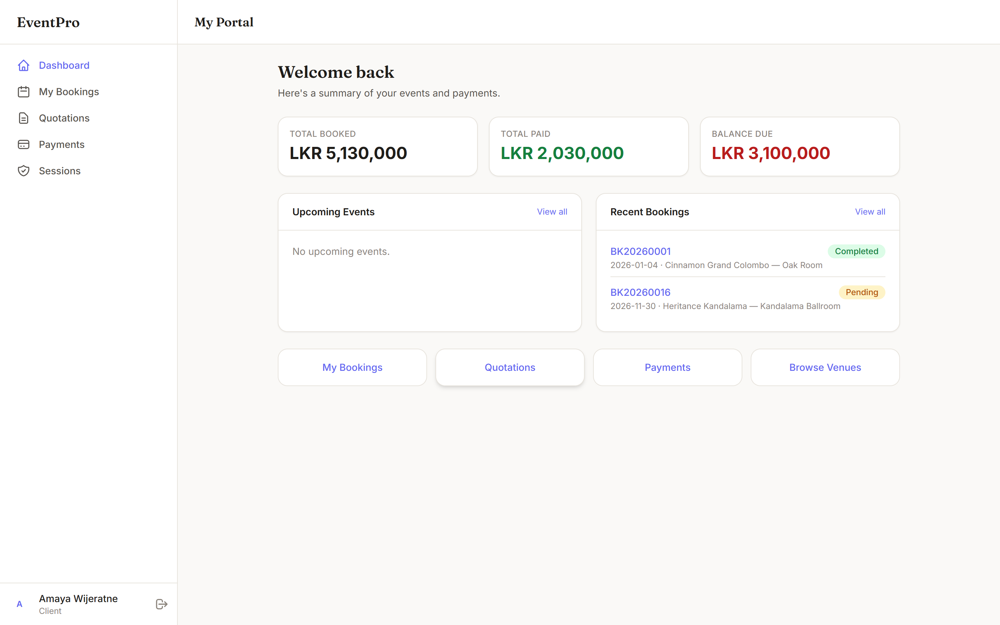 EventPro
My Portal
Dashboard
My Bookings
Quotations
Payments
Sessions
Welcome back
Here's a summary of your events and payments.
TOTAL BOOKED
LKR 5,130,000
TOTAL PAID
LKR 2,030,000
BALANCE DUE
LKR 3,100,000
Upcoming Events
View all
No upcoming events.
Recent Bookings
View all
BK20260001
Completed
2026-01-04 · Cinnamon Grand Colombo — Oak Room
BK20260016
Pending
2026-11-30 · Heritance Kandalama — Kandalama Ballroom
My Bookings
Quotations
Payments
Browse Venues
A
Amaya Wijeratne
Client